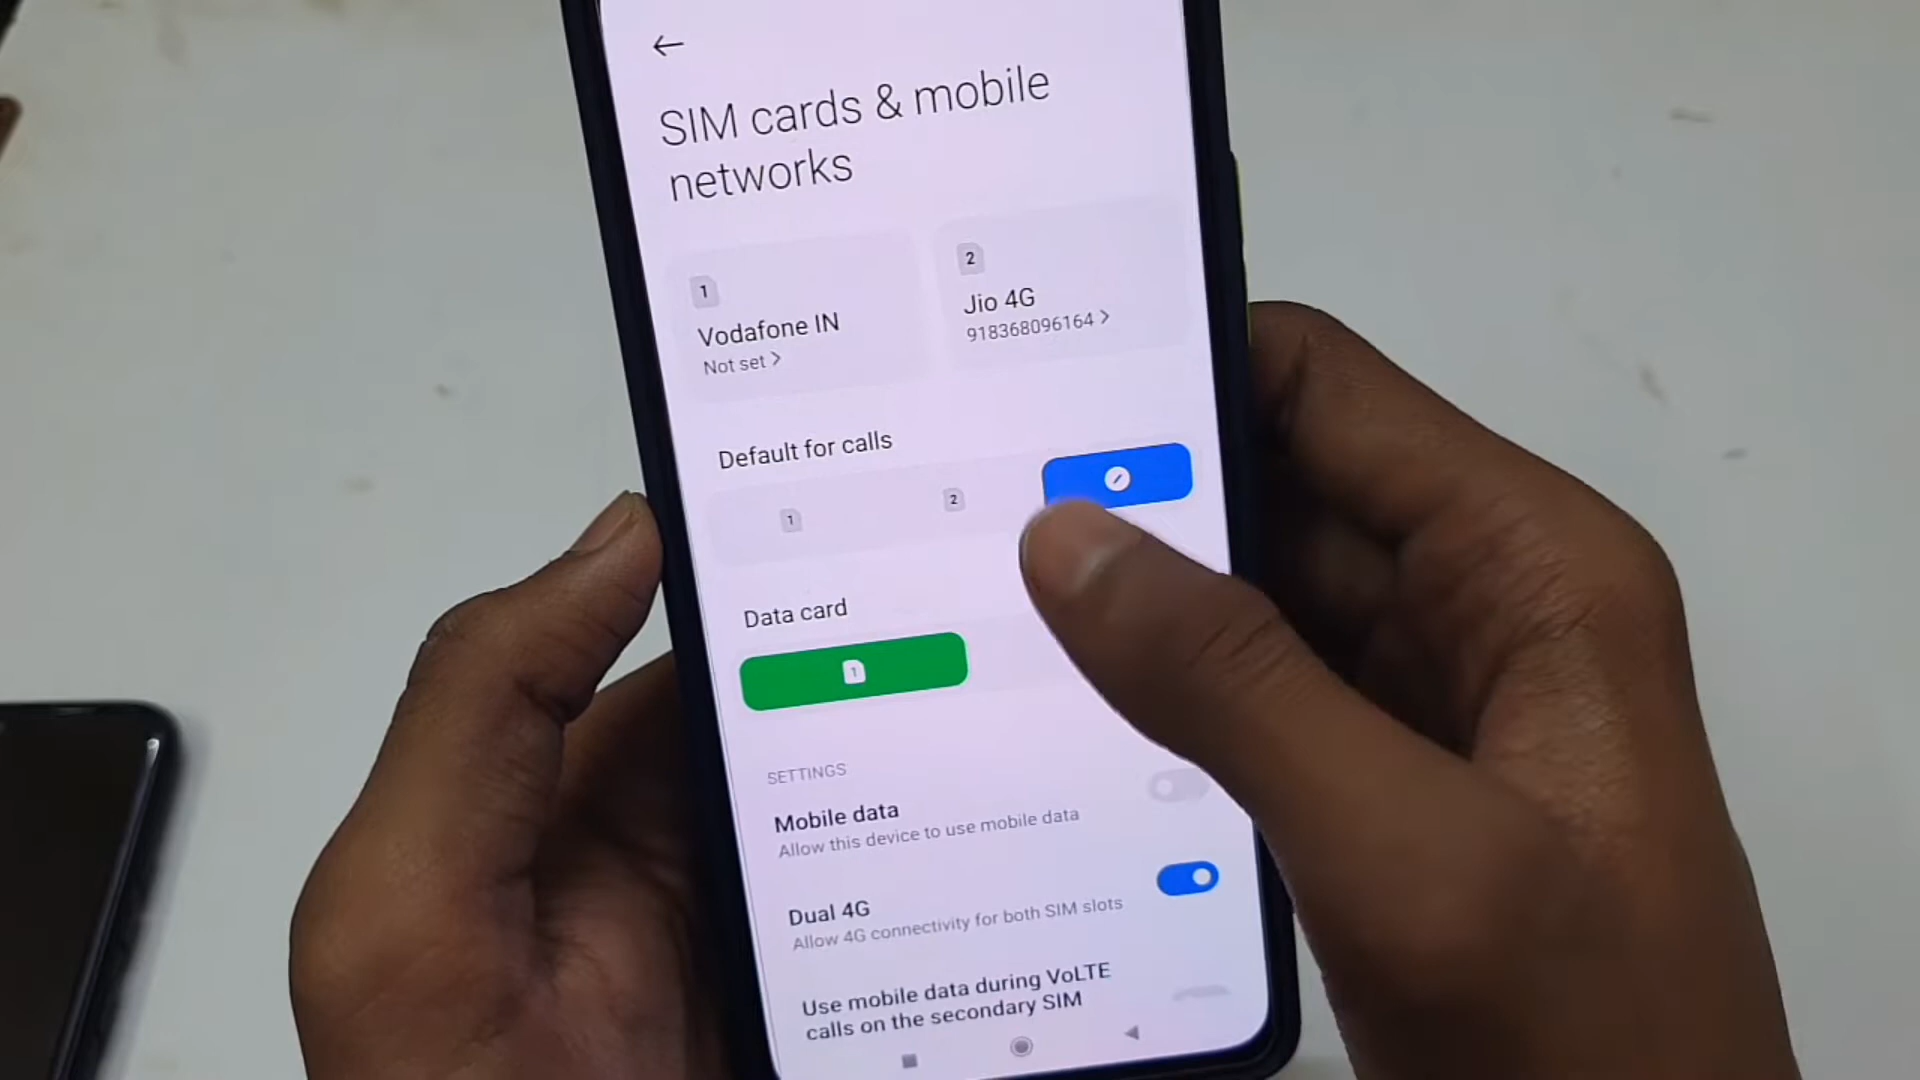 SIM cards & mobile
networks
1
Vodafone IN
Not set >
2
Jio 4G
918368096164 >
Default for calls
1
2
Data card
1
SETTINGS
Mobile data
Allow this device to use mobile data
Dual 4G
Allow 4G connectivity for both SIM slots
Use mobile data during VoLTE
calls on the secondary SIM